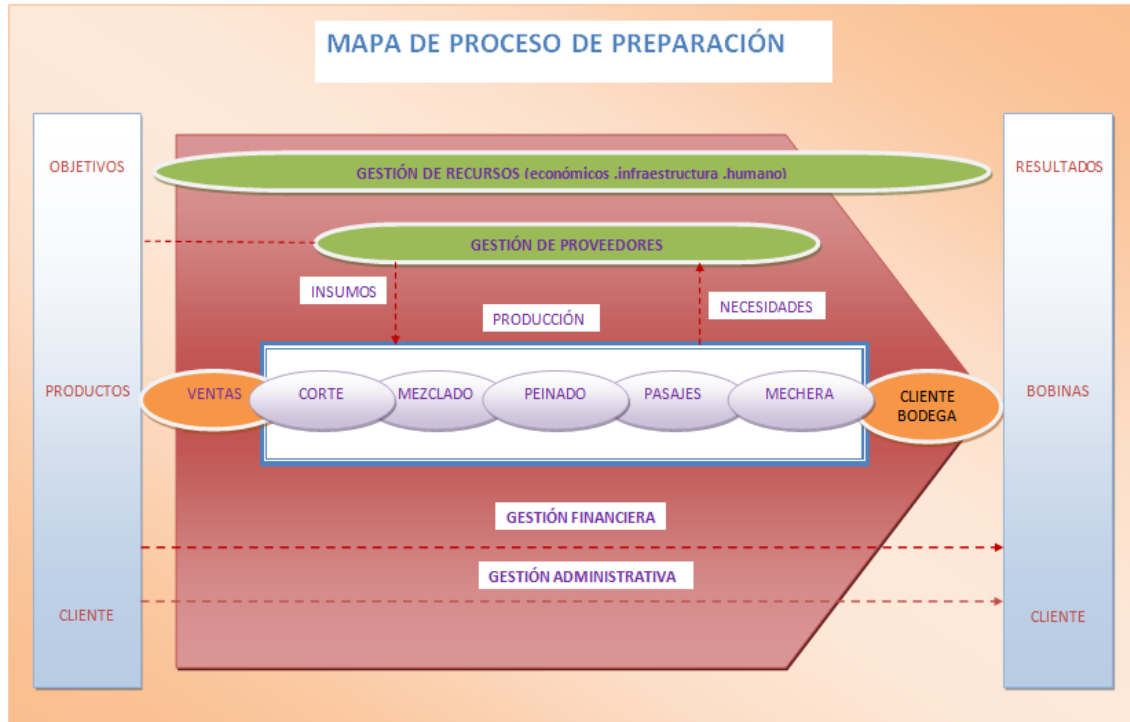 MAPA DE PROCESO DE PREPARACIÓN
OBJETIVOS
GESTIÓN DE RECURSOS (económicos .infraestructura .humano)
RESULTADOS
GESTIÓN DE PROVEEDORES
INSUMOS
NECESIDADES
PRODUCCIÓN
PRODUCTOS
VENTAS
CORTE
MEZCLADO
PEINADO
PASAJES
MECHERA
CLIENTE
BODEGA
BOBINAS
GESTIÓN FINANCIERA
GESTIÓN ADMINISTRATIVA
CLIENTE
CLIENTE